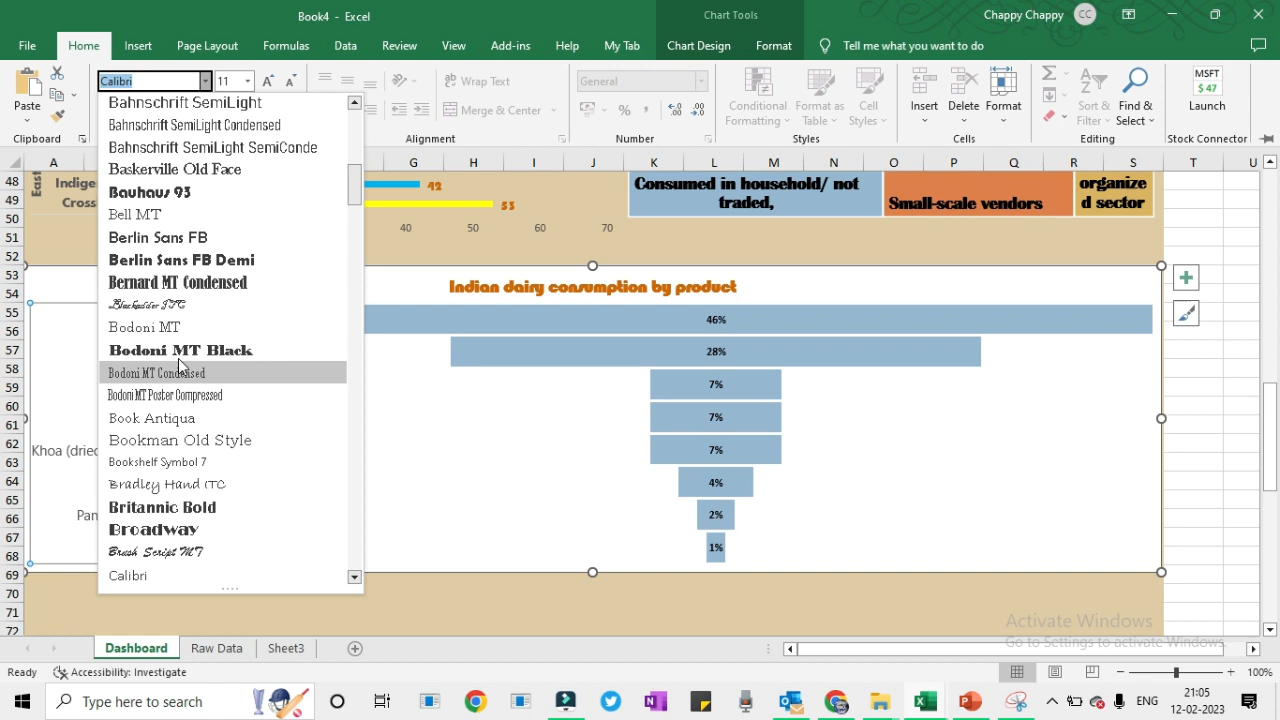 Book4 - Excel
Chart Tools
Chappy Chappy CC
File Home Insert Page Layout Formulas Data Review View Add-ins Help My Tab Chart Design Format Tell me what you want to do
Calibri 11
Wrap Text
General
MSFT
$ 47
Paste
Merge & Center
% ,
Conditional Formatting
Format as Table
Cell Styles
Insert Delete Format
Sort & Filter
Find & Select
Launch
Clipboard Alignment Number Styles Cells Editing Stock Connector
A G H I J K L M N O P Q R S T U
48
49
50
51
52
53
54
55
56
57
58
59
60
61
62
63
64
65
66
67
68
69
70
71
72
East
Indige
Cross
42
53
40 50 60 70
Consumed in household/ not
traded,
Small-scale vendors
organize
d sector
Bahnschrift SemiLight
Bahnschrift SemiLight Condensed
Bahnschrift SemiLight SemiConde
Baskerville Old Face
Bauhaus 93
Bell MT
Berlin Sans FB
Berlin Sans FB Demi
Bernard MT Condensed
Blackadder ITC
Bodoni MT
Bodoni MT Black
Bodoni MT Condensed
Bodoni MT Poster Compressed
Book Antiqua
Bookman Old Style
Bookshelf Symbol 7
Bradley Hand ITC
Britannic Bold
Broadway
Brush Script MT
Calibri
Indian dairy consumption by product
46%
28%
7%
7%
Khoa (dried
7%
4%
Pan
2%
1%
Activate Windows
Go to Settings to activate Windows.
Dashboard Raw Data Sheet3
Ready Accessibility: Investigate
100%
Type here to search
ENG
21:05
12-02-2023